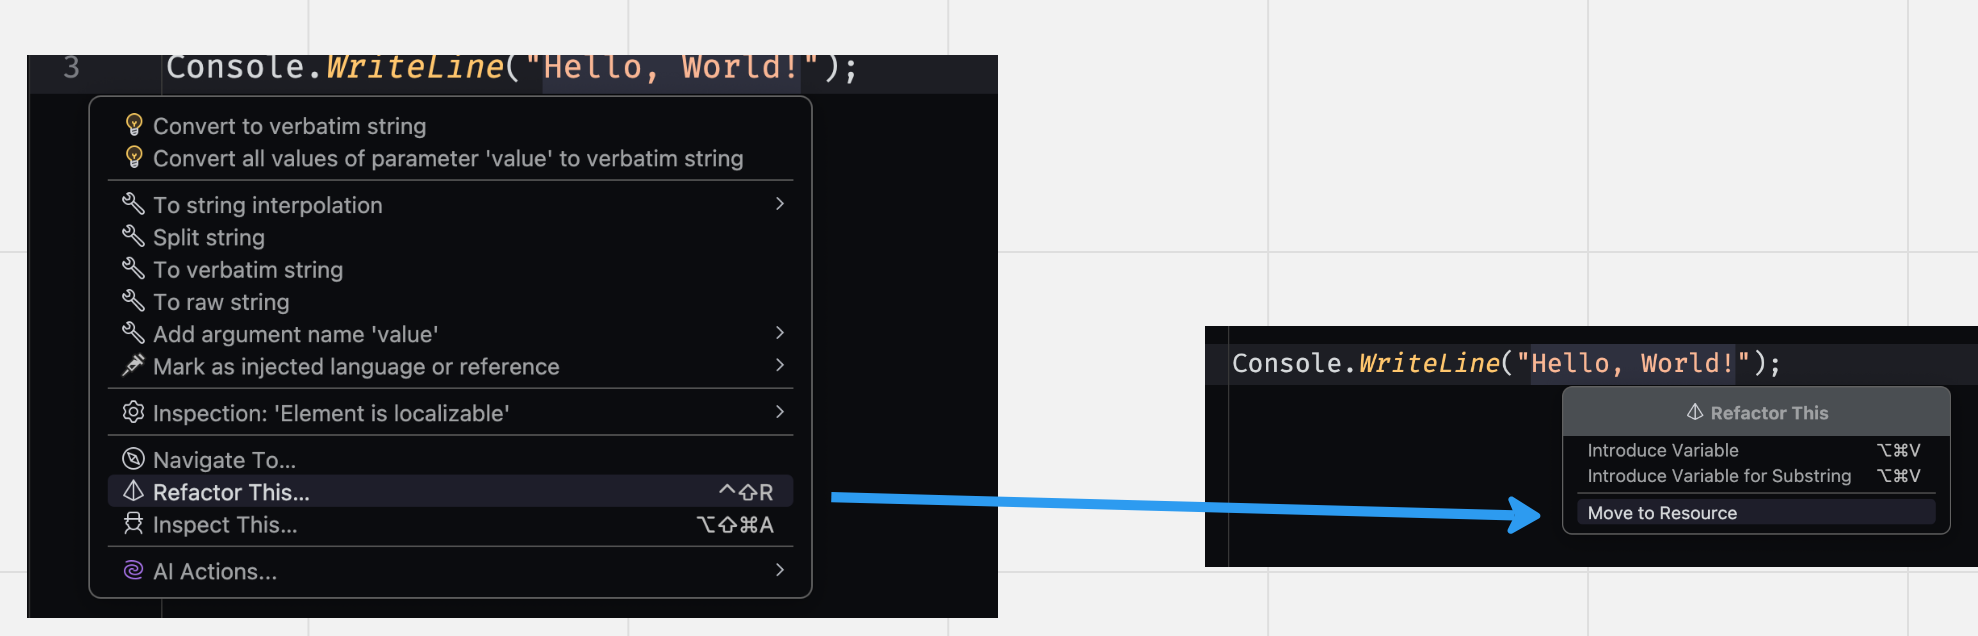 3 Console.WriteLine("Hello, World!");
Convert to verbatim string
Convert all values of parameter 'value' to verbatim string
To string interpolation
Split string
To verbatim string
To raw string
Add argument name 'value'
Mark as injected language or reference
Inspection: 'Element is localizable'
Navigate To...
Refactor This... ⌃⇧R
Inspect This... ⌥⇧⌘A
AI Actions...
Console.WriteLine("Hello, World!");
Refactor This
Introduce Variable ⌥⌘V
Introduce Variable for Substring ⌥⌘V
Move to Resource